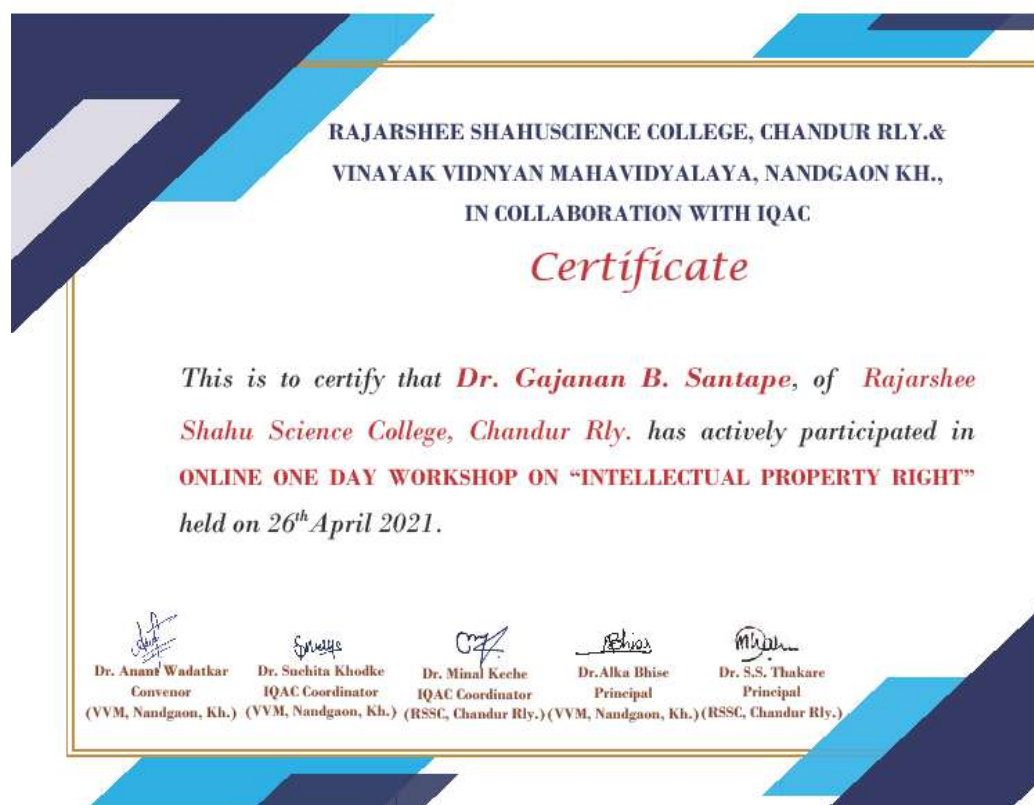 RAJARSHEE SHAHUSCIENCE COLLEGE, CHANDUR RLY.&
VINAYAK VIDNYAN MAHAVIDYALAYA, NANDGAON KH.,
IN COLLABORATION WITH IQAC
Certificate
This is to certify that Dr. Gajanan B. Santape, of Rajarshee
Shahu Science College, Chandur Rly. has actively participated in
ONLINE ONE DAY WORKSHOP ON “INTELLECTUAL PROPERTY RIGHT”
held on 26th April 2021.
Dr. Anant Wadatkar Dr. Suchita Khodke Dr. Minal Keche Dr.Alka Bhise Dr. S.S. Thakare
Convenor IQAC Coordinator IQAC Coordinator Principal Principal
(VVM, Nandgaon, Kh.) (VVM, Nandgaon, Kh.) (RSSC, Chandur Rly.) (VVM, Nandgaon, Kh.) (RSSC, Chandur Rly.)